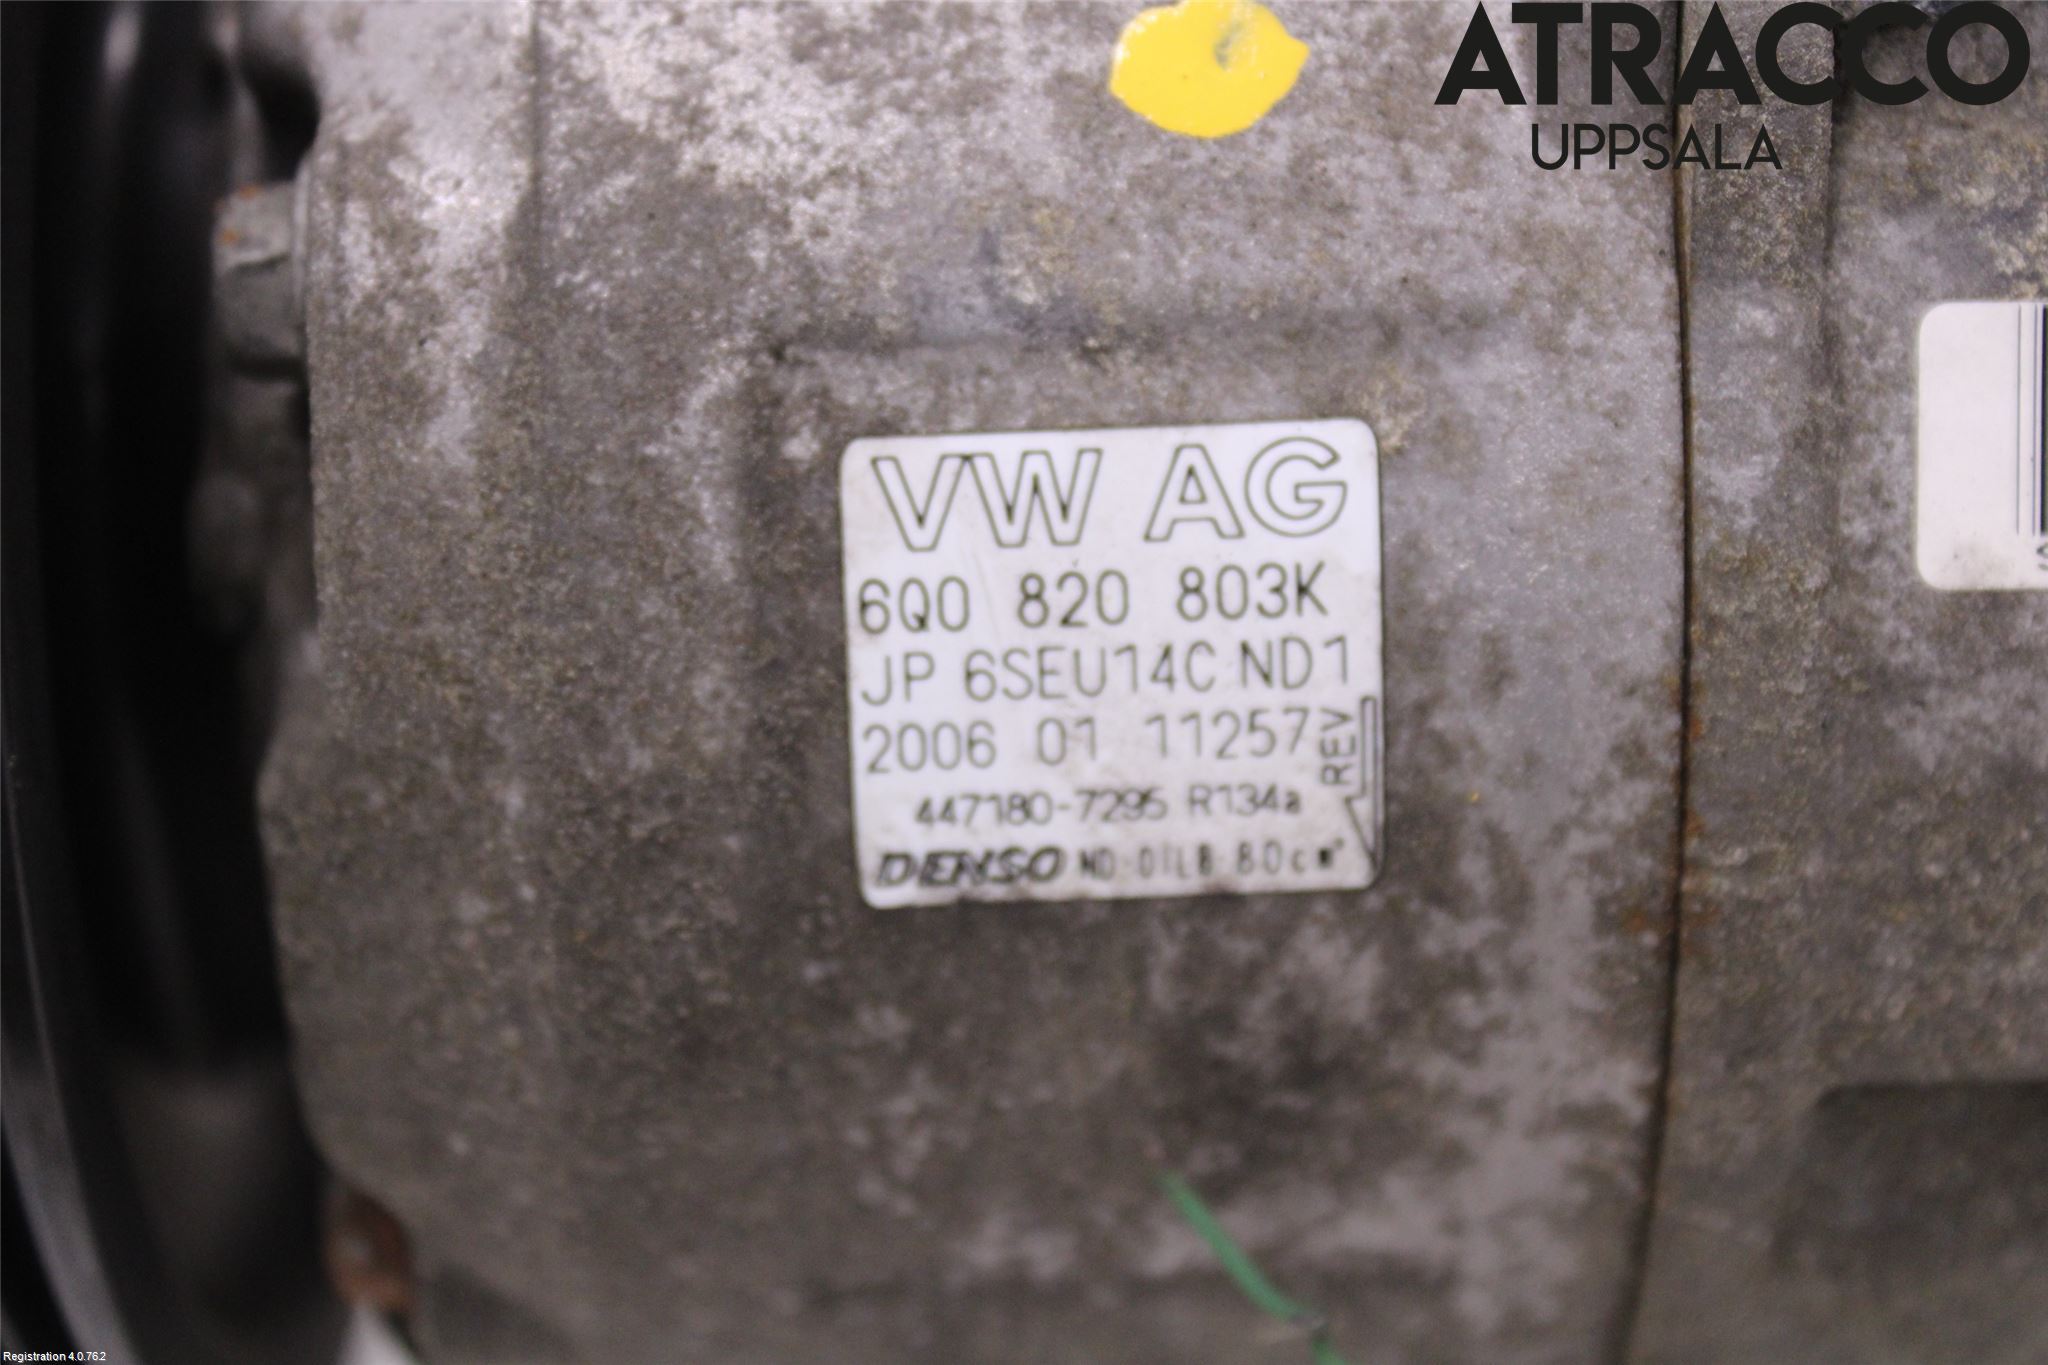 ATRACCO
UPPSALA
VW AG
6Q0 820 803K
JP 6SEU14C ND1
2006 01 11257
REV
447180-7295 R134a
DENSO ND-OIL8 80cm³
Registration 4.0.76.2